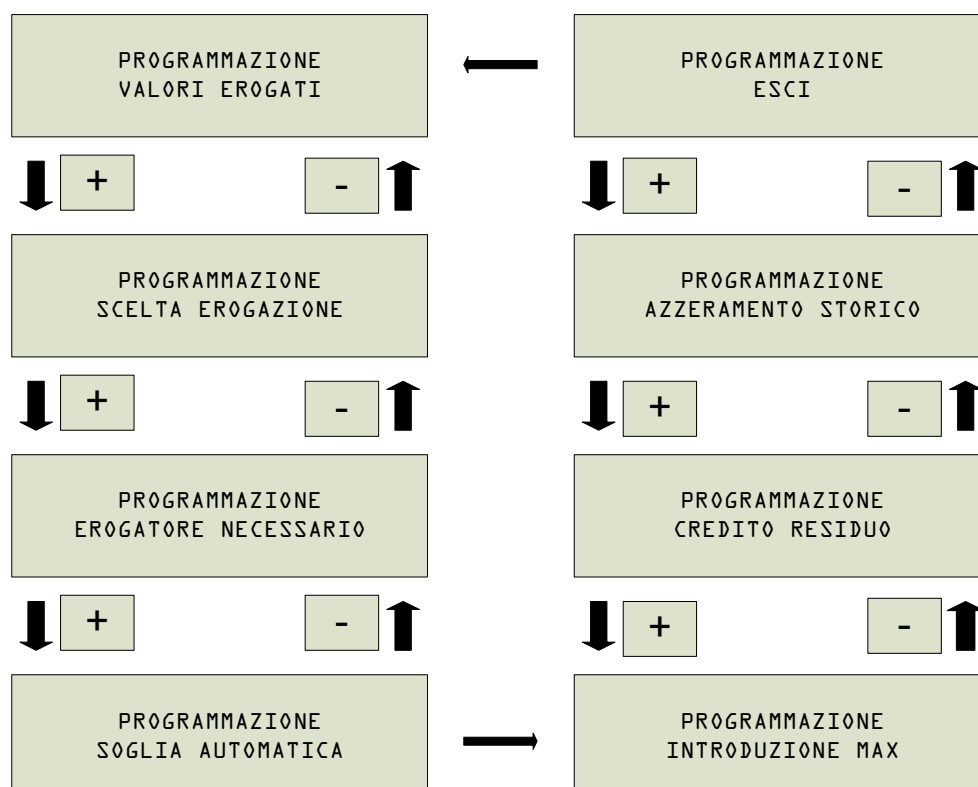 PROGRAMMAZIONE
VALORI EROGATI
PROGRAMMAZIONE
ESCI
+
-
+
-
PROGRAMMAZIONE
SCELTA EROGAZIONE
PROGRAMMAZIONE
AZZERAMENTO STORICO
+
-
+
-
PROGRAMMAZIONE
EROGATORE NECESSARIO
PROGRAMMAZIONE
CREDITO RESIDUO
+
-
+
-
PROGRAMMAZIONE
SOGLIA AUTOMATICA
PROGRAMMAZIONE
INTRODUZIONE MAX